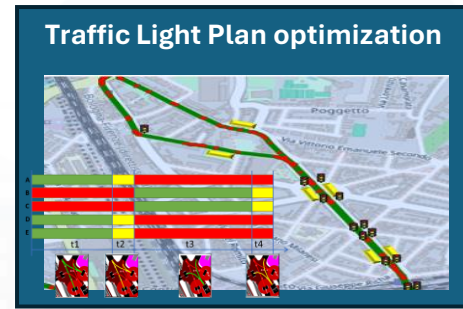 Traffic Light Plan optimization
Poggetto
Via Vittorio Emanuele Secondo
A
B
C
D
E
t1 t2 t3 t4